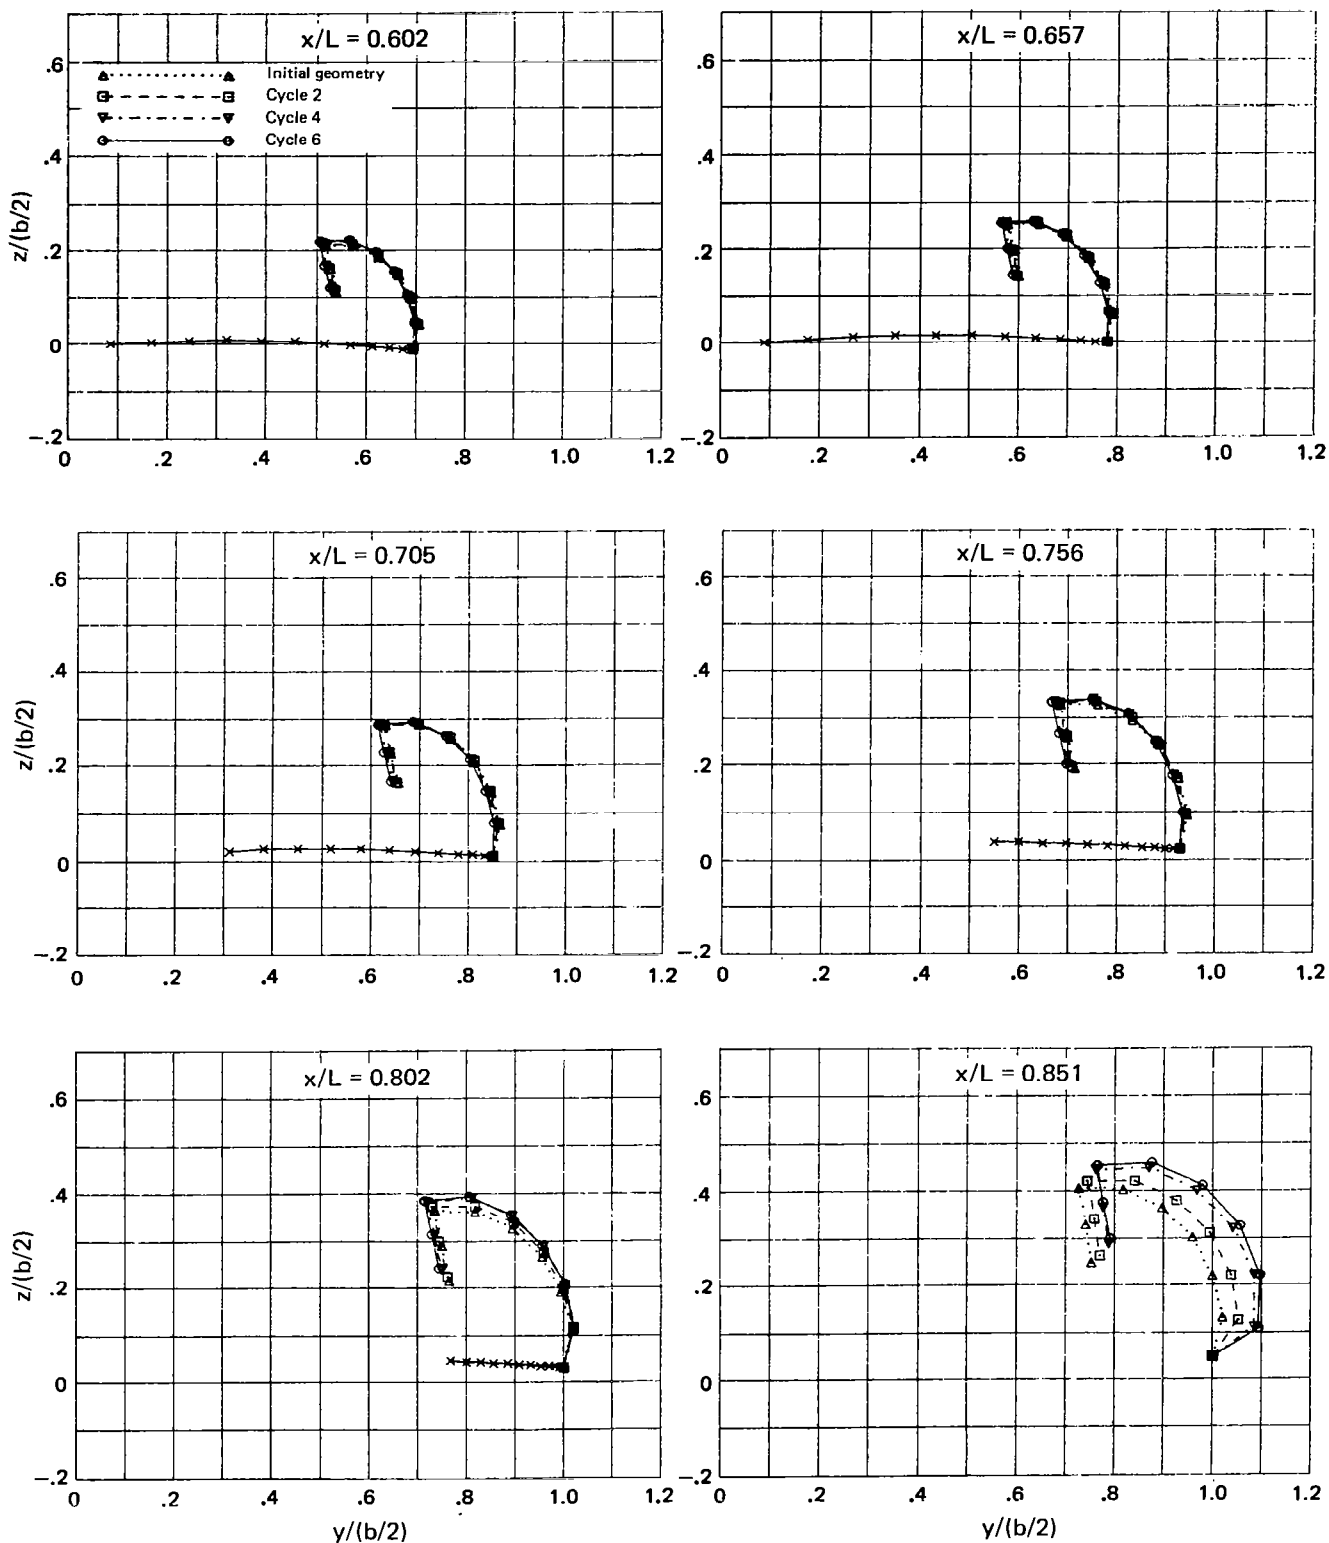 x/L = 0.602
.6
.4
.2
0
−.2
z/(b/2)
Initial geometry
Cycle 2
Cycle 4
Cycle 6
0 .2 .4 .6 .8 1.0 1.2
x/L = 0.657
.6
.4
.2
0
−.2
0 .2 .4 .6 .8 1.0 1.2
x/L = 0.705
.6
.4
.2
0
−.2
z/(b/2)
0 .2 .4 .6 .8 1.0 1.2
x/L = 0.756
.6
.4
.2
0
−.2
0 .2 .4 .6 .8 1.0 1.2
x/L = 0.802
.6
.4
.2
0
−.2
z/(b/2)
0 .2 .4 .6 .8 1.0 1.2
y/(b/2)
x/L = 0.851
.6
.4
.2
0
−.2
0 .2 .4 .6 .8 1.0 1.2
y/(b/2)